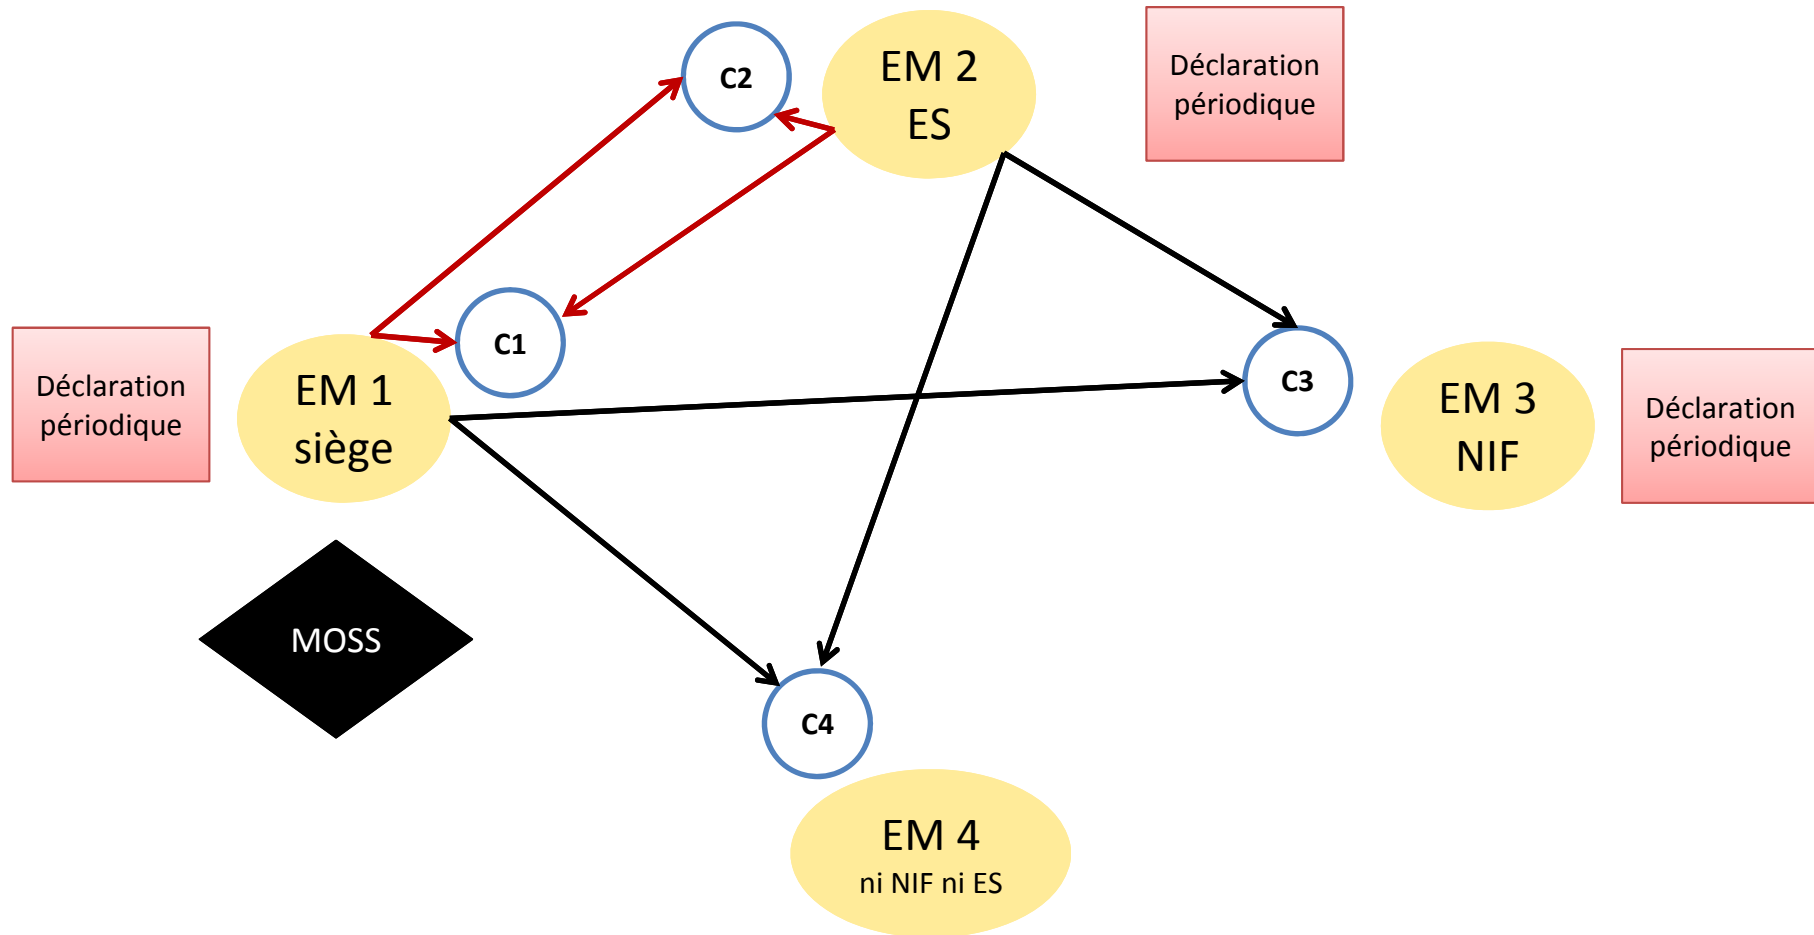 C2
EM 2
ES
Déclaration
périodique
C1
Déclaration
périodique
EM 1
siège
C3
EM 3
NIF
Déclaration
périodique
MOSS
C4
EM 4
ni NIF ni ES